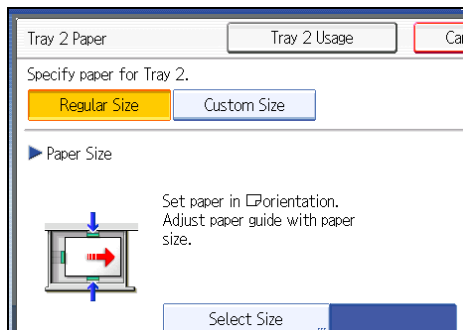 Tray 2 Paper
Tray 2 Usage
Specify paper for Tray 2.
Regular Size
Custom Size
Paper Size
Set paper in orientation.
Adjust paper guide with paper
size.
Select Size